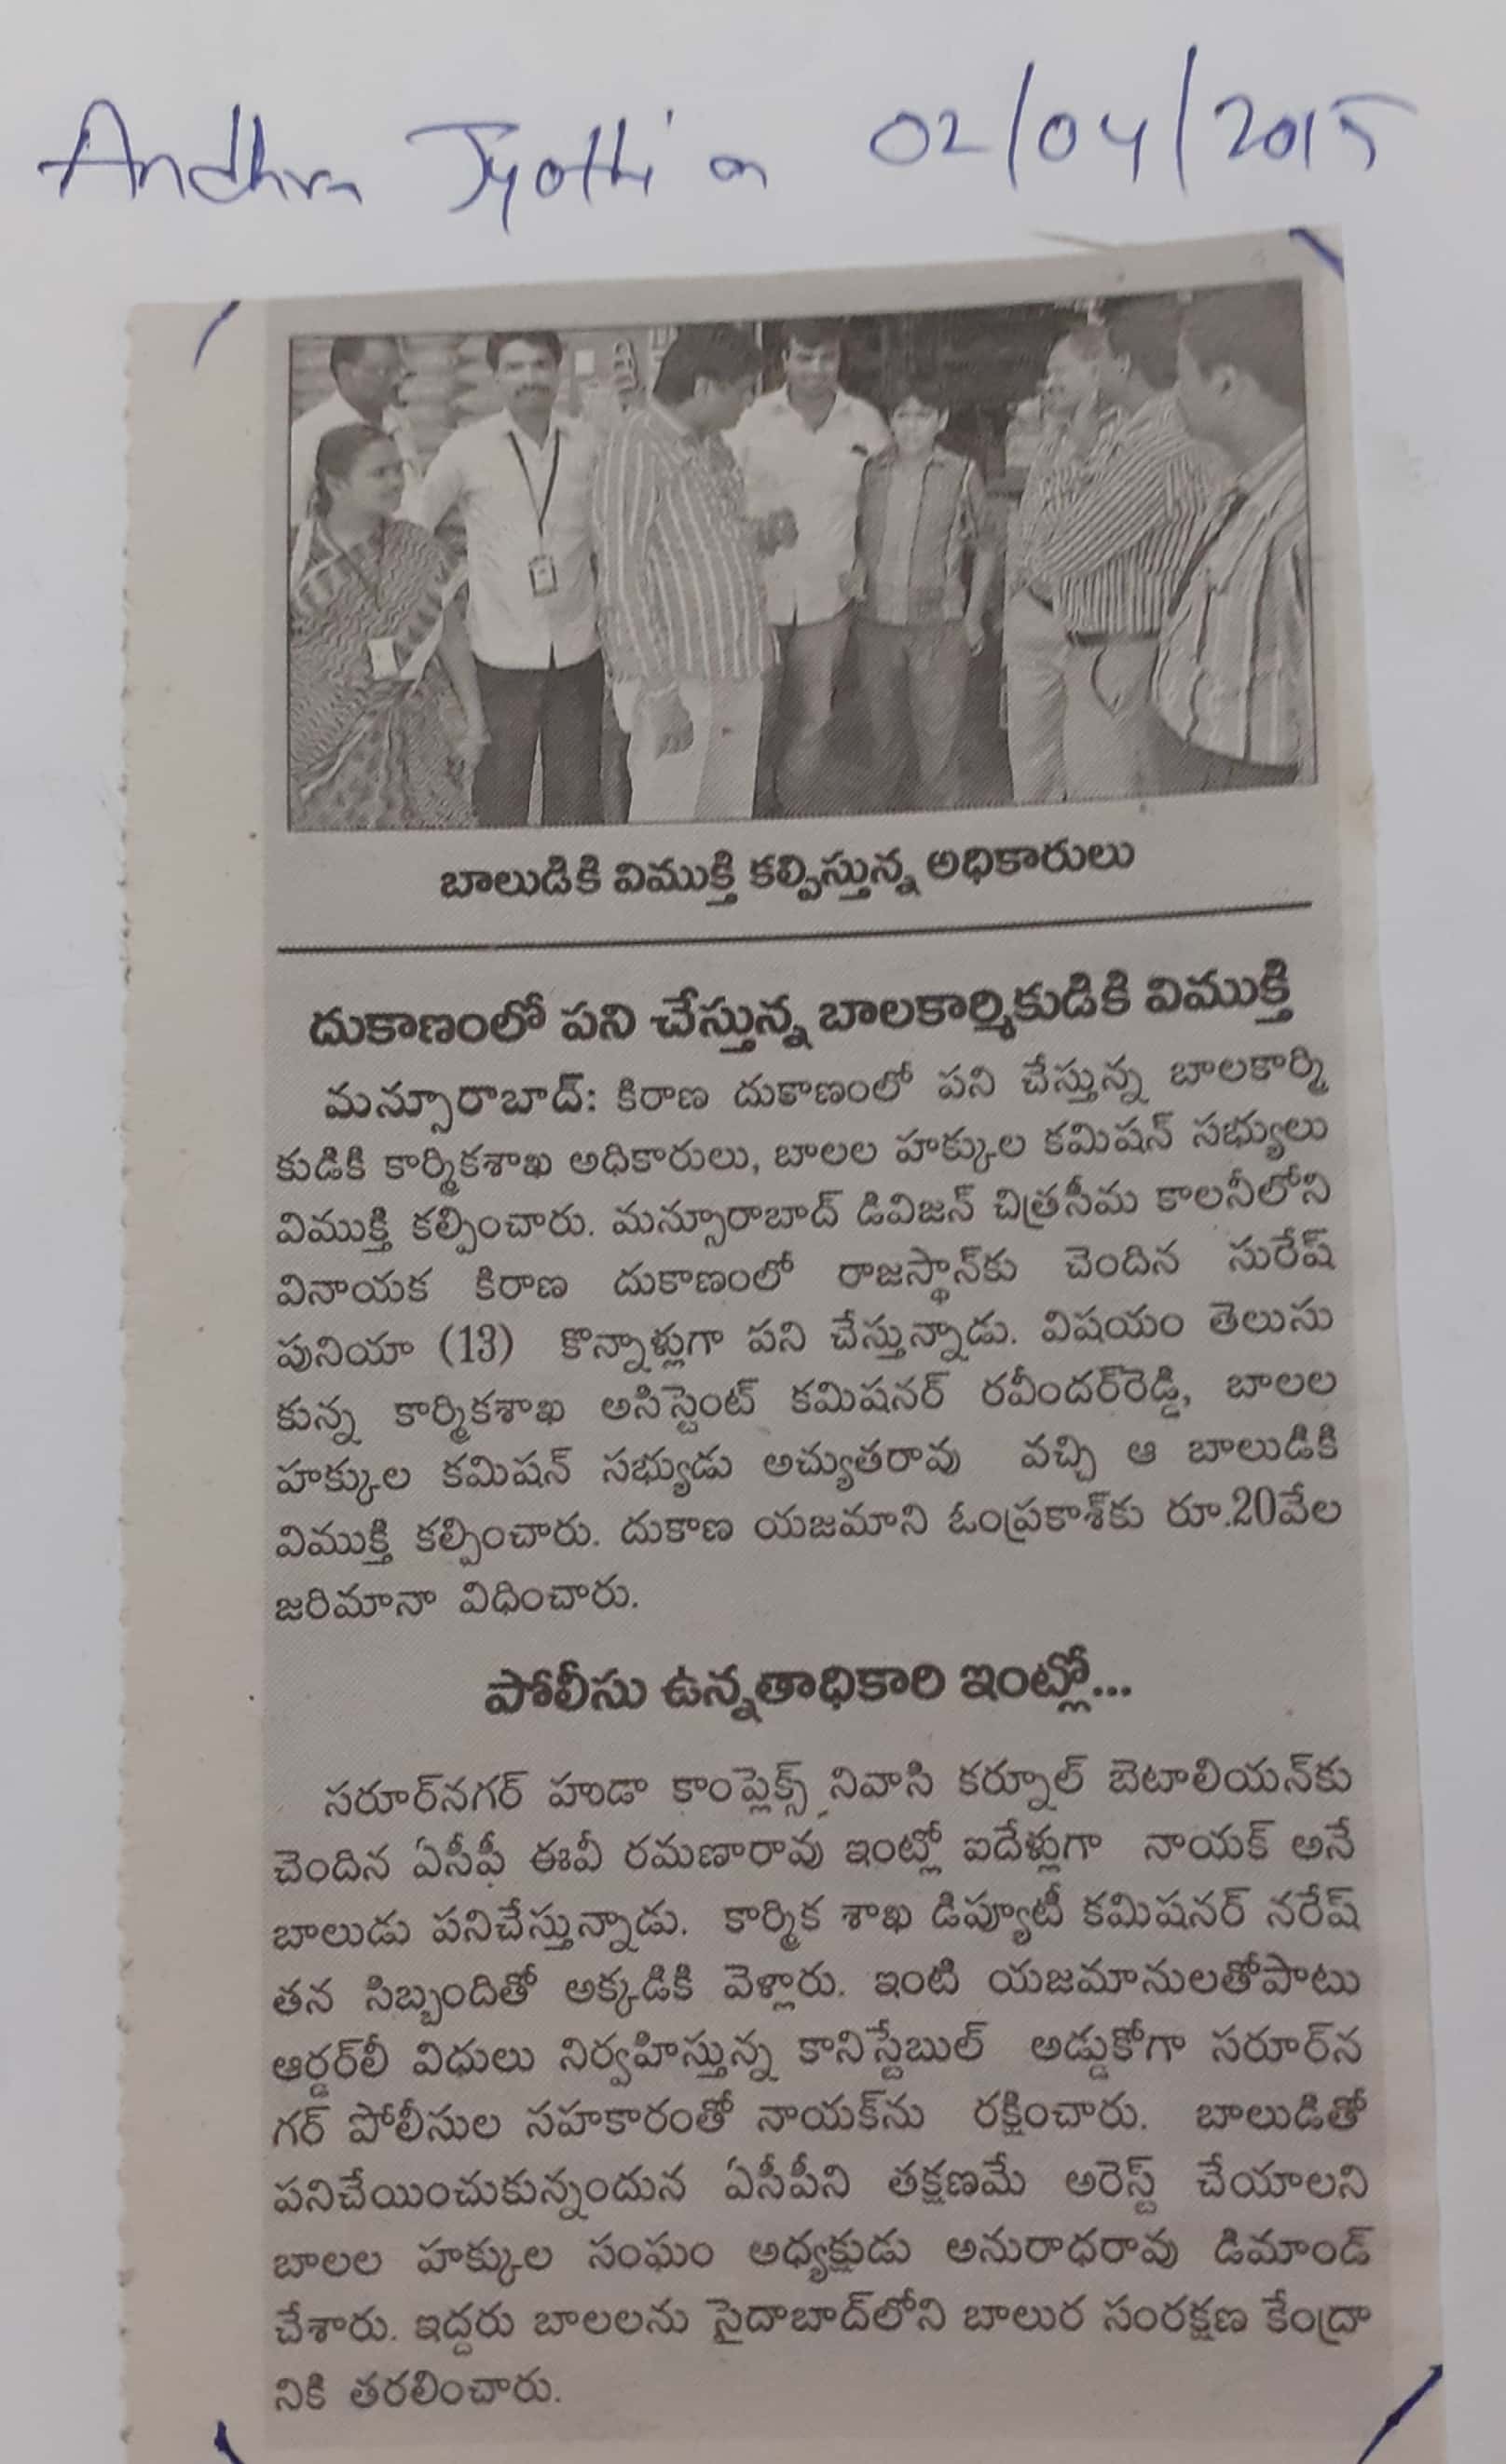 Andhra Jyothi on 02/04/2015
బాలుడికి విముక్తి కల్పిస్తున్న అధికారులు
దుకాణంలో పని చేస్తున్న బాలకార్మికుడికి విముక్తి
మన్సూరాబాద్: కిరాణ దుకాణంలో పని చేస్తున్న బాలకార్మి
కుడికి కార్మికశాఖ అధికారులు, బాలల హక్కుల కమిషన్ సభ్యులు
విముక్తి కల్పించారు. మన్సూరాబాద్ డివిజన్ చిత్రసీమ కాలనీలోని
వినాయక కిరాణ దుకాణంలో రాజస్థాన్‌కు చెందిన సురేష్
పునియా (13) కొన్నాళ్లుగా పని చేస్తున్నాడు. విషయం తెలుసు
కున్న కార్మికశాఖ అసిస్టెంట్ కమిషనర్ రవీందర్‌రెడ్డి, బాలల
హక్కుల కమిషన్ సభ్యుడు అచ్యుతరావు వచ్చి ఆ బాలుడికి
విముక్తి కల్పించారు. దుకాణ యజమాని ఓంప్రకాశ్‌కు రూ.20వేల
జరిమానా విధించారు.
పోలీసు ఉన్నతాధికారి ఇంట్లో...
సరూర్‌నగర్ హుడా కాంప్లెక్స్ నివాసి కర్నూల్ బెటాలియన్‌కు
చెందిన ఏసీపీ ఈవీ రమణారావు ఇంట్లో ఐదేళ్లుగా నాయక్ అనే
బాలుడు పనిచేస్తున్నాడు. కార్మిక శాఖ డిప్యూటీ కమిషనర్ నరేష్
తన సిబ్బందితో అక్కడికి వెళ్లారు. ఇంటి యజమానులతోపాటు
ఆర్డర్‌లీ విధులు నిర్వహిస్తున్న కానిస్టేబుల్ అడ్డుకోగా సరూర్‌న
గర్ పోలీసుల సహకారంతో నాయక్‌ను రక్షించారు. బాలుడితో
పనిచేయించుకున్నందున ఏసీపీని తక్షణమే అరెస్ట్ చేయాలని
బాలల హక్కుల సంఘం అధ్యక్షుడు అనురాధరావు డిమాండ్
చేశారు. ఇద్దరు బాలలను సైదాబాద్‌లోని బాలుర సంరక్షణ కేంద్రా
నికి తరలించారు.